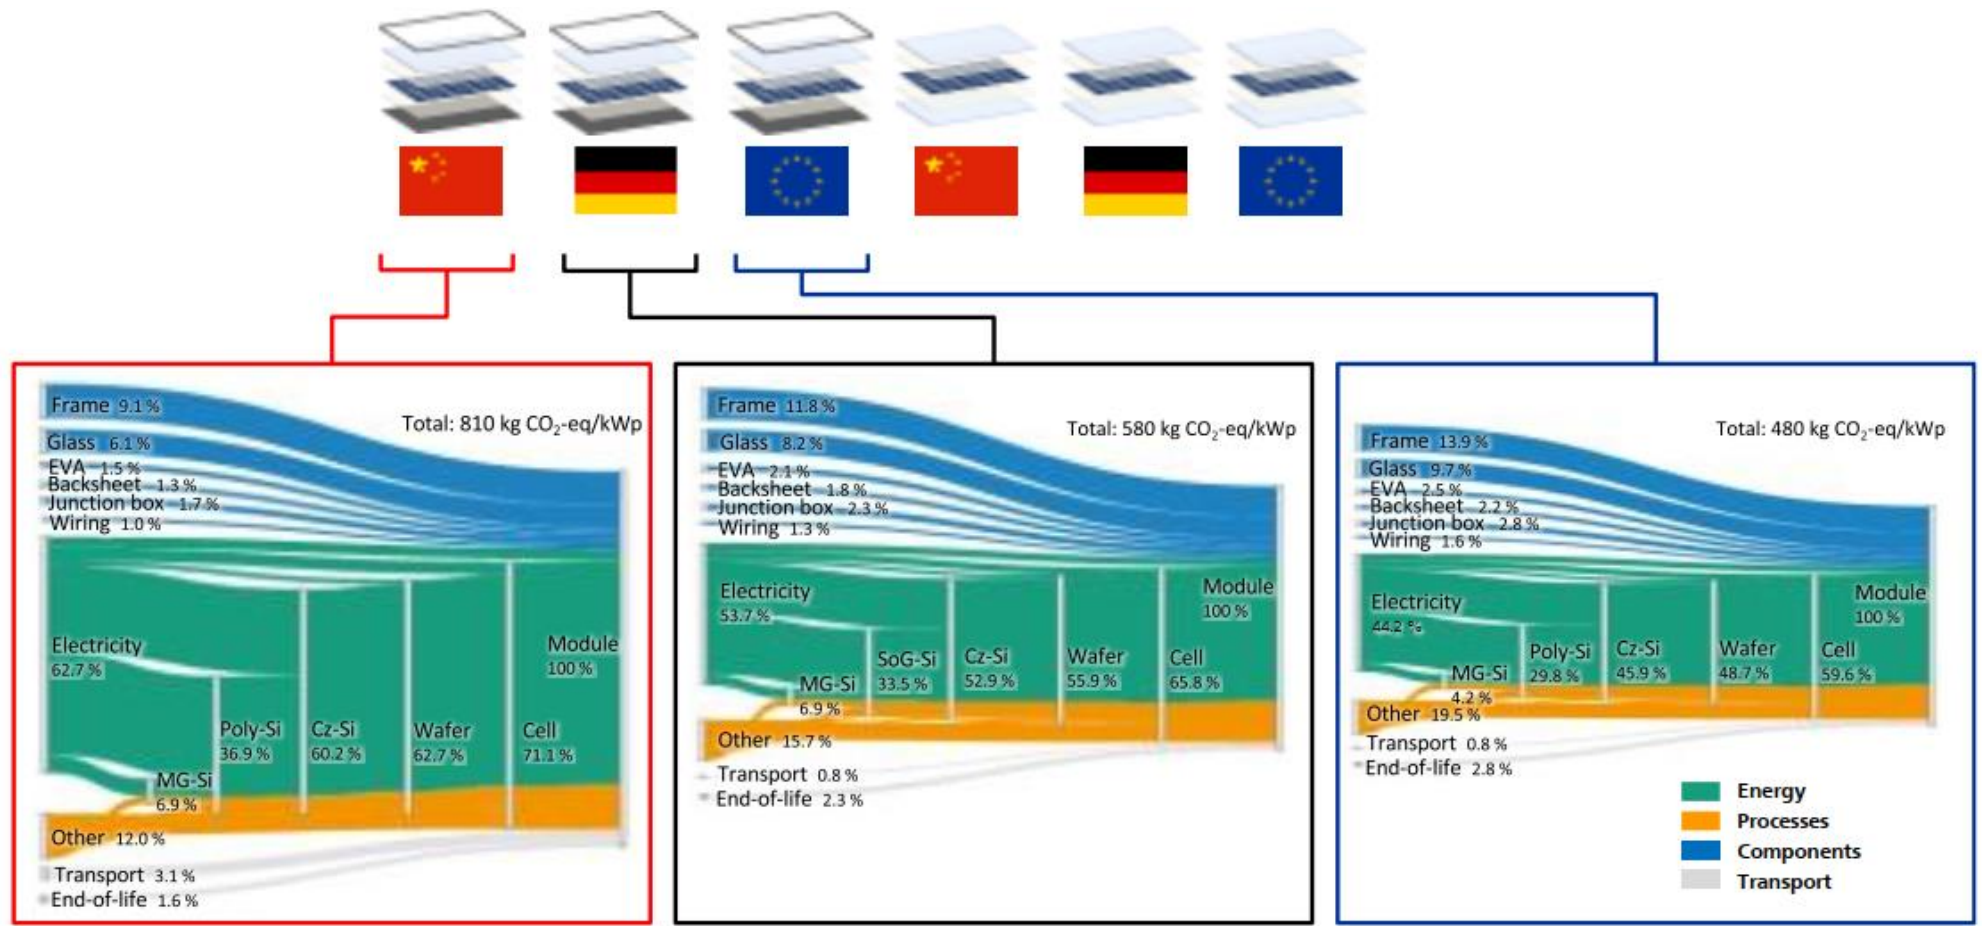 Total: 810 kg CO₂-eq/kWp
Frame 9.1 %
Glass 6.1 %
EVA 1.5 %
Backsheet 1.3 %
Junction box 1.7 %
Wiring 1.0 %
Electricity
62.7 %
Module
100 %
Poly-Si
36.9 %
Cz-Si
60.2 %
Wafer
62.7 %
Cell
71.1 %
MG-Si
6.9 %
Other 12.0 %
Transport 3.1 %
End-of-life 1.6 %
Total: 580 kg CO₂-eq/kWp
Frame 11.8 %
Glass 8.2 %
EVA 2.1 %
Backsheet 1.8 %
Junction box 2.3 %
Wiring 1.3 %
Electricity
53.7 %
Module
100 %
SoG-Si
33.5 %
Cz-Si
52.9 %
Wafer
55.9 %
Cell
65.8 %
MG-Si
6.9 %
Other 15.7 %
Transport 0.8 %
End-of-life 2.3 %
Total: 480 kg CO₂-eq/kWp
Frame 13.9 %
Glass 9.7 %
EVA 2.5 %
Backsheet 2.2 %
Junction box 2.8 %
Wiring 1.6 %
Electricity
44.2 %
Module
100 %
Poly-Si
29.8 %
Cz-Si
45.9 %
Wafer
48.7 %
Cell
59.6 %
MG-Si
4.2 %
Other 19.5 %
Transport 0.8 %
End-of-life 2.8 %
Energy
Processes
Components
Transport